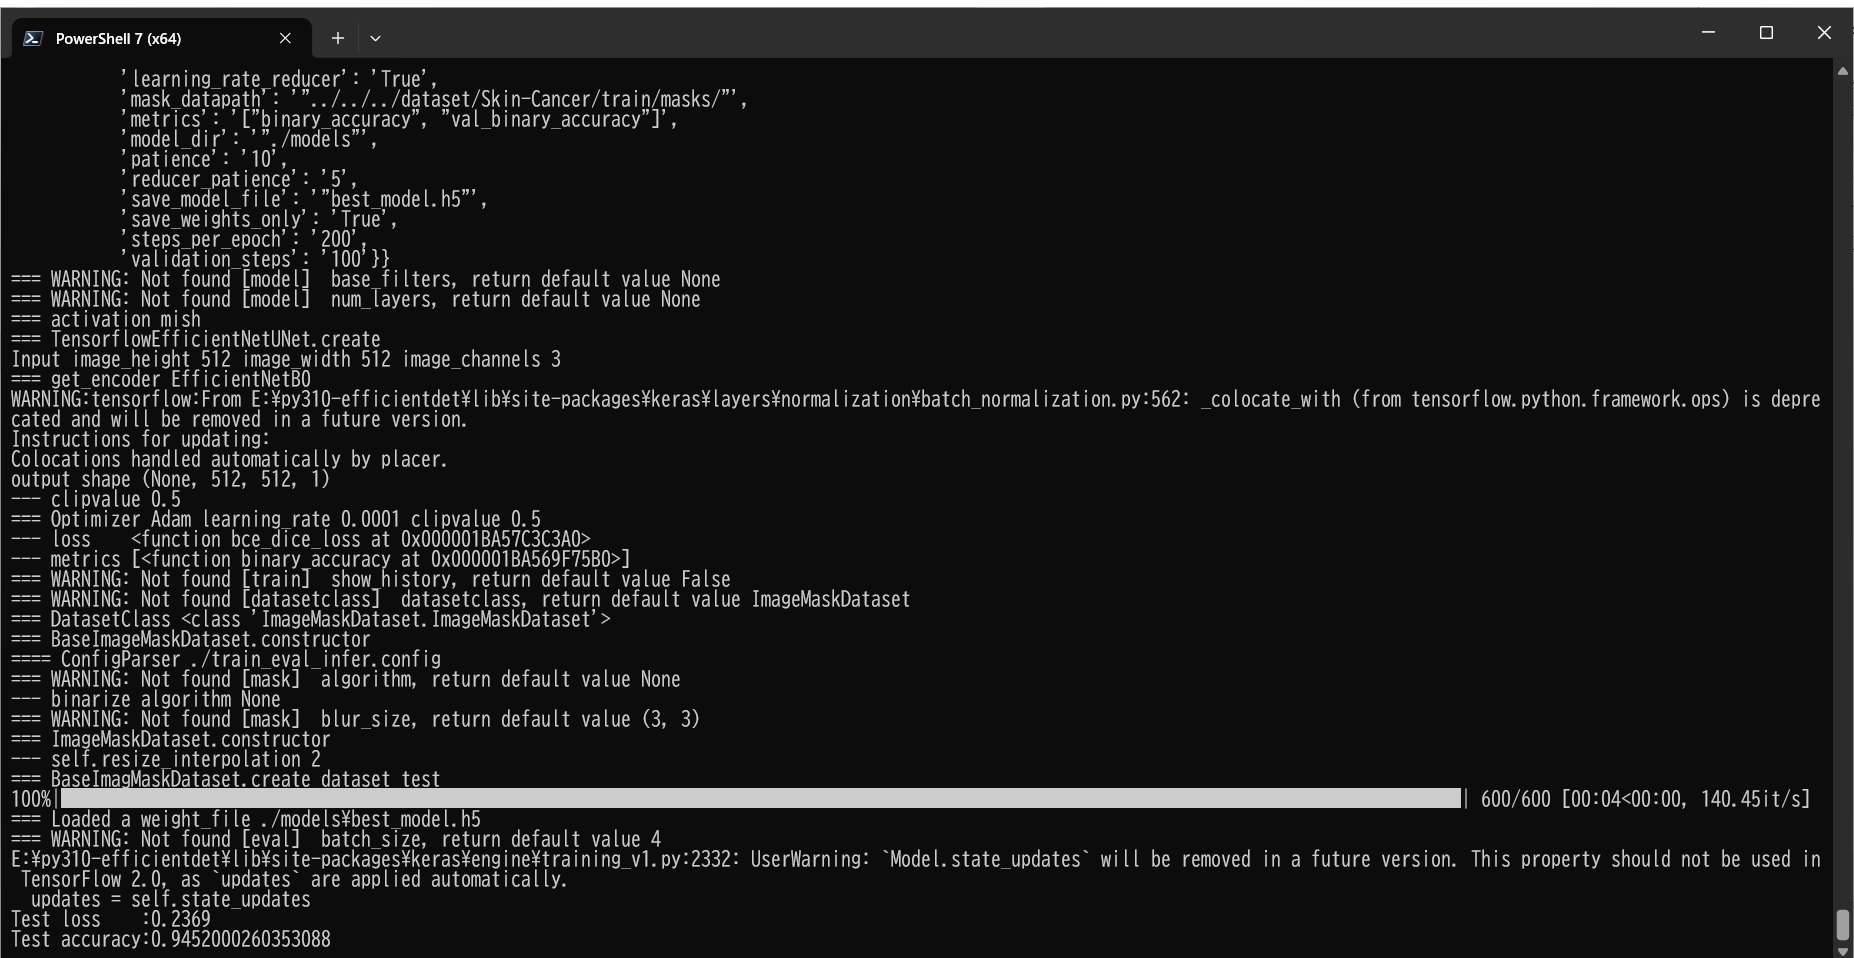 PowerShell 7 (x64)
'learning_rate_reducer': 'True',
'mask_datapath': '"../../../dataset/Skin-Cancer/train/masks/"',
'metrics': '["binary_accuracy", "val_binary_accuracy"]',
'model_dir': '"./models"',
'patience': '10',
'reducer_patience': '5',
'save_model_file': '"best_model.h5"',
'save_weights_only': 'True',
'steps_per_epoch': '200',
'validation_steps': '100'}}
=== WARNING: Not found [model]  base_filters, return default value None
=== WARNING: Not found [model]  num_layers, return default value None
=== activation mish
=== TensorflowEfficientNetUNet.create
Input image_height 512 image_width 512 image_channels 3
=== get_encoder EfficientNetB0
WARNING:tensorflow:From E:¥py310-efficientdet¥lib¥site-packages¥keras¥layers¥normalization¥batch_normalization.py:562: _colocate_with (from tensorflow.python.framework.ops) is depre
cated and will be removed in a future version.
Instructions for updating:
Colocations handled automatically by placer.
output shape (None, 512, 512, 1)
--- clipvalue 0.5
=== Optimizer Adam learning_rate 0.0001 clipvalue 0.5
--- loss    <function bce_dice_loss at 0x000001BA57C3C3A0>
--- metrics [<function binary_accuracy at 0x000001BA569F75B0>]
=== WARNING: Not found [train]  show_history, return default value False
=== WARNING: Not found [datasetclass]  datasetclass, return default value ImageMaskDataset
=== DatasetClass <class 'ImageMaskDataset.ImageMaskDataset'>
=== BaseImageMaskDataset.constructor
==== ConfigParser ./train_eval_infer.config
=== WARNING: Not found [mask]  algorithm, return default value None
--- binarize algorithm None
=== WARNING: Not found [mask]  blur_size, return default value (3, 3)
=== ImageMaskDataset.constructor
--- self.resize_interpolation 2
=== BaseImagMaskDataset.create dataset test
100%| | 600/600 [00:04<00:00, 140.45it/s]
=== Loaded a weight_file ./models¥best_model.h5
=== WARNING: Not found [eval]  batch_size, return default value 4
E:¥py310-efficientdet¥lib¥site-packages¥keras¥engine¥training_v1.py:2332: UserWarning: `Model.state_updates` will be removed in a future version. This property should not be used in
TensorFlow 2.0, as `updates` are applied automatically.
updates = self.state_updates
Test loss    :0.2369
Test accuracy:0.9452000260353088